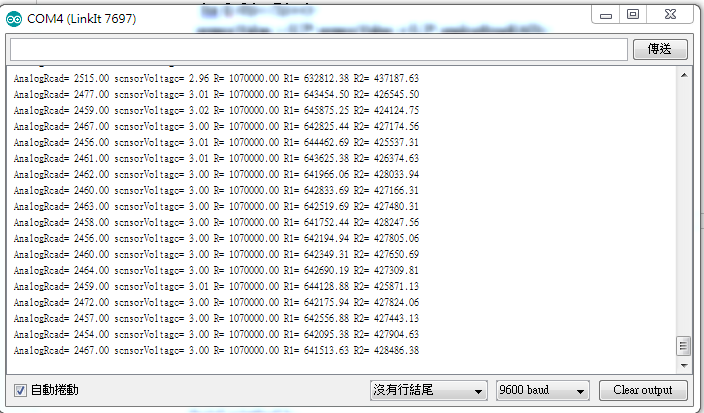 COM4 (LinkIt 7697)
傳送
AnalogRead= 2515.00 sensorVoltage= 2.96 R= 1070000.00 R1= 632812.38 R2= 437187.63
AnalogRead= 2477.00 sensorVoltage= 3.01 R= 1070000.00 R1= 643454.50 R2= 426545.50
AnalogRead= 2459.00 sensorVoltage= 3.02 R= 1070000.00 R1= 645875.25 R2= 424124.75
AnalogRead= 2467.00 sensorVoltage= 3.00 R= 1070000.00 R1= 642825.44 R2= 427174.56
AnalogRead= 2456.00 sensorVoltage= 3.01 R= 1070000.00 R1= 644462.69 R2= 425537.31
AnalogRead= 2461.00 sensorVoltage= 3.01 R= 1070000.00 R1= 643625.38 R2= 426374.63
AnalogRead= 2462.00 sensorVoltage= 3.00 R= 1070000.00 R1= 641966.06 R2= 428033.94
AnalogRead= 2460.00 sensorVoltage= 3.00 R= 1070000.00 R1= 642833.69 R2= 427166.31
AnalogRead= 2463.00 sensorVoltage= 3.00 R= 1070000.00 R1= 642519.69 R2= 427480.31
AnalogRead= 2458.00 sensorVoltage= 3.00 R= 1070000.00 R1= 641752.44 R2= 428247.56
AnalogRead= 2456.00 sensorVoltage= 3.00 R= 1070000.00 R1= 642194.94 R2= 427805.06
AnalogRead= 2460.00 sensorVoltage= 3.00 R= 1070000.00 R1= 642349.31 R2= 427650.69
AnalogRead= 2464.00 sensorVoltage= 3.00 R= 1070000.00 R1= 642690.19 R2= 427309.81
AnalogRead= 2459.00 sensorVoltage= 3.01 R= 1070000.00 R1= 644128.88 R2= 425871.13
AnalogRead= 2472.00 sensorVoltage= 3.00 R= 1070000.00 R1= 642175.94 R2= 427824.06
AnalogRead= 2457.00 sensorVoltage= 3.00 R= 1070000.00 R1= 642556.88 R2= 427443.13
AnalogRead= 2454.00 sensorVoltage= 3.00 R= 1070000.00 R1= 642095.38 R2= 427904.63
AnalogRead= 2467.00 sensorVoltage= 3.00 R= 1070000.00 R1= 641513.63 R2= 428486.38
自動捲動 沒有行結尾 9600 baud Clear output